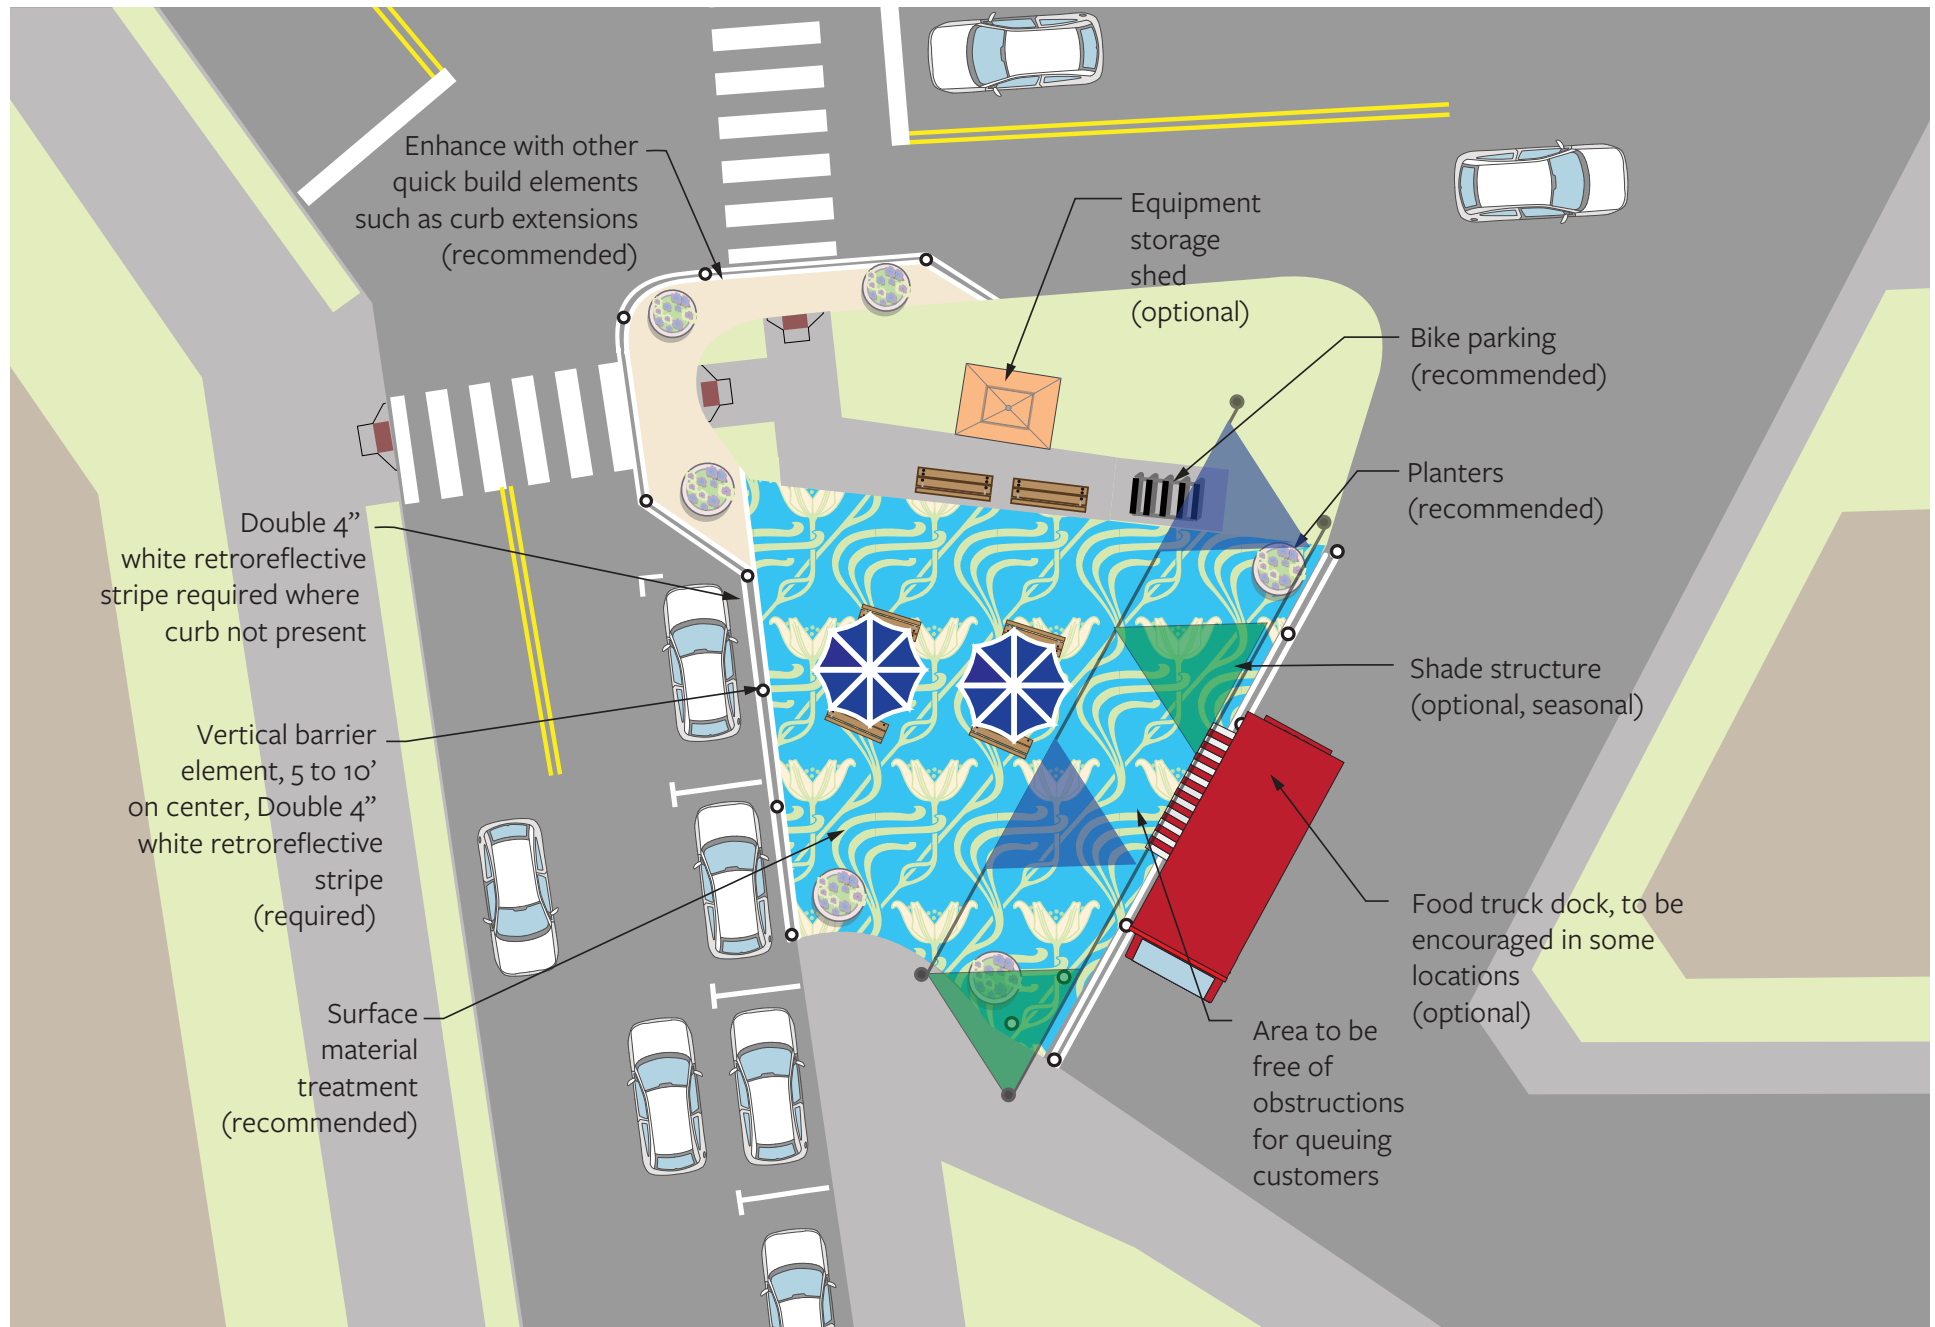 Enhance with other
quick build elements
such as curb extensions
(recommended)
Equipment
storage
shed
(optional)
Bike parking
(recommended)
Planters
(recommended)
Double 4”
white retroreflective
stripe required where
curb not present
Shade structure
(optional, seasonal)
Vertical barrier
element, 5 to 10’
on center, Double 4”
white retroreflective
stripe
(required)
Food truck dock, to be
encouraged in some
locations
(optional)
Surface
material
treatment
(recommended)
Area to be
free of
obstructions
for queuing
customers